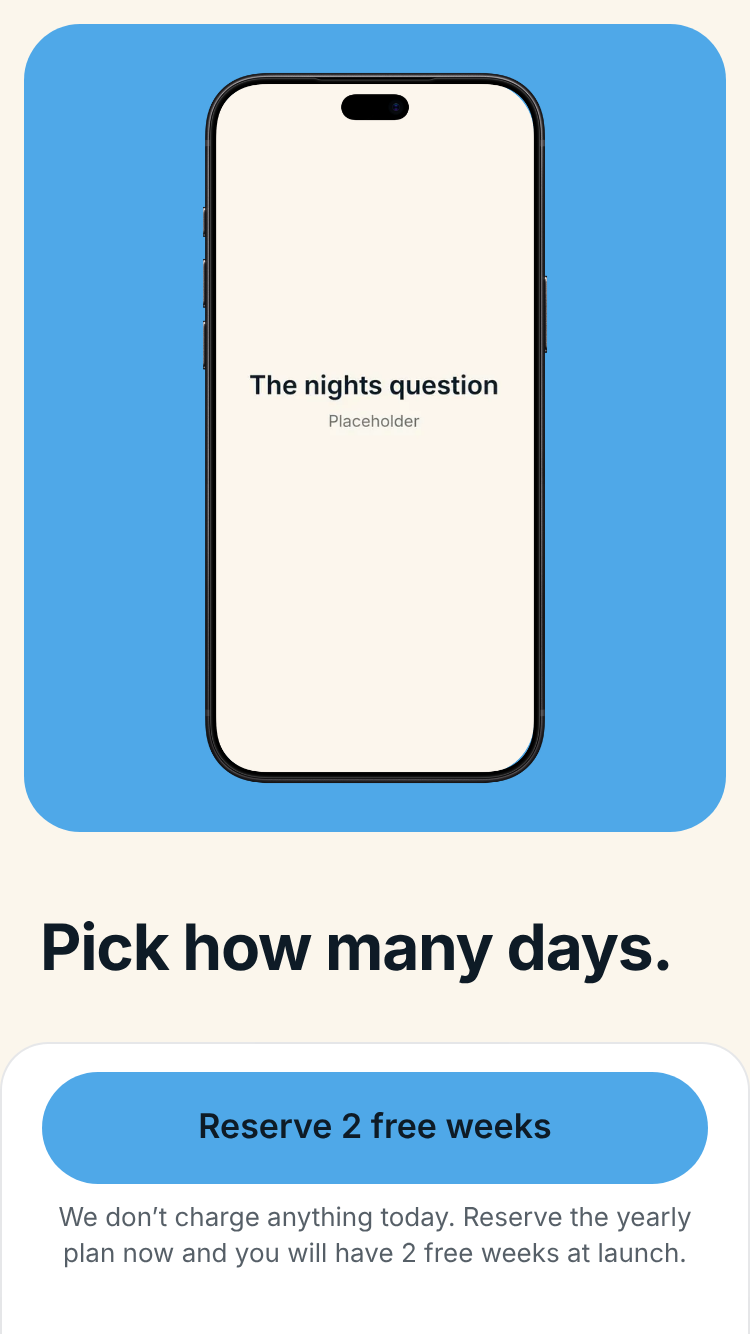 The nights question
Placeholder
Pick how many days.
Reserve 2 free weeks
We don’t charge anything today. Reserve the yearly
plan now and you will have 2 free weeks at launch.